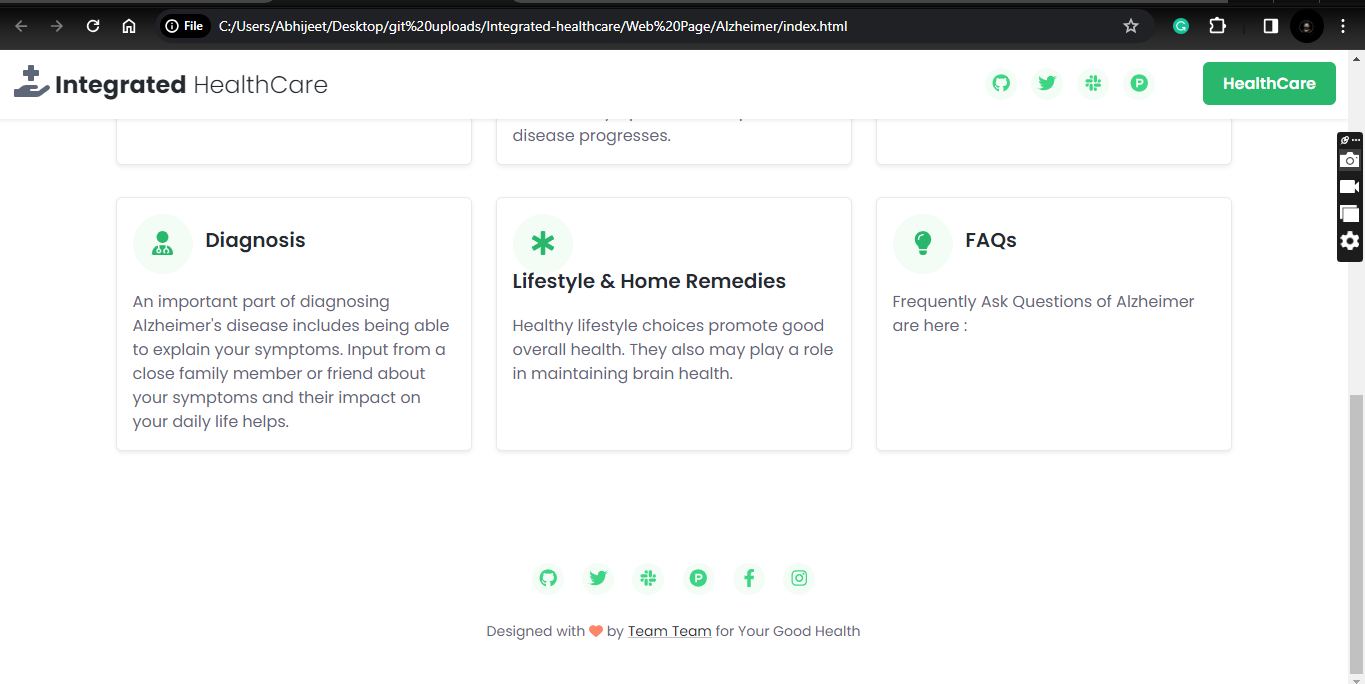 File C:/Users/Abhijeet/Desktop/git%20uploads/Integrated-healthcare/Web%20Page/Alzheimer/index.html
Integrated HealthCare
HealthCare
disease progresses.
Diagnosis
An important part of diagnosing
Alzheimer's disease includes being able
to explain your symptoms. Input from a
close family member or friend about
your symptoms and their impact on
your daily life helps.
Lifestyle & Home Remedies
Healthy lifestyle choices promote good
overall health. They also may play a role
in maintaining brain health.
FAQs
Frequently Ask Questions of Alzheimer
are here :
Designed with by Team Team for Your Good Health